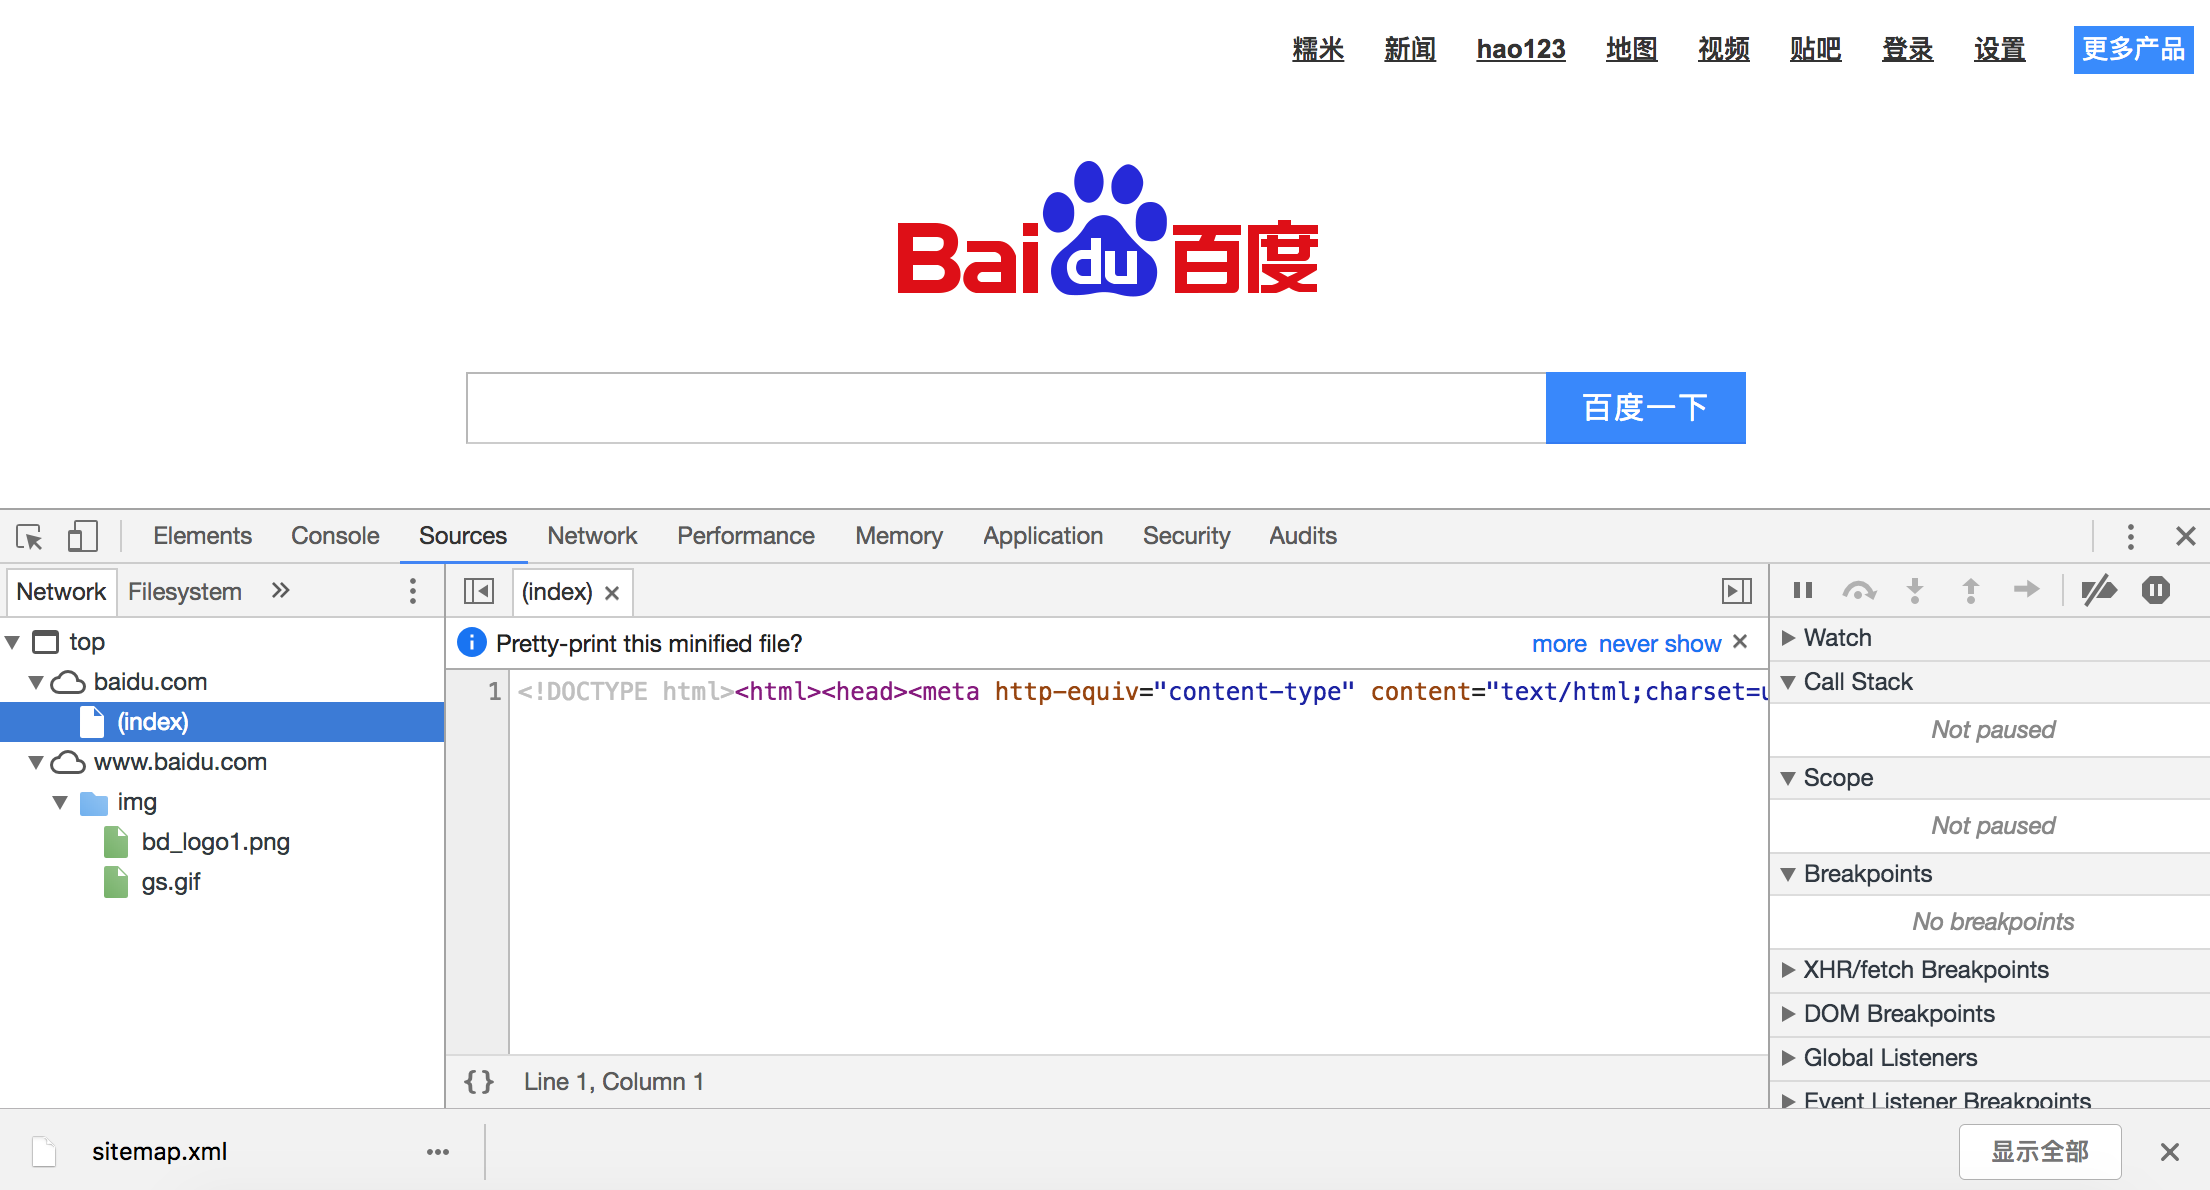 糯米 新闻 hao123 地图 视频 贴吧 登录 设置 更多产品
Bai du 百度
百度一下
Elements Console Sources Network Performance Memory Application Security Audits
Network Filesystem
(index)
top
baidu.com
(index)
www.baidu.com
img
bd_logo1.png
gs.gif
Pretty-print this minified file? more never show
1 <!DOCTYPE html><html><head><meta http-equiv="content-type" content="text/html;charset=u
{} Line 1, Column 1
Watch
Call Stack
Not paused
Scope
Not paused
Breakpoints
No breakpoints
XHR/fetch Breakpoints
DOM Breakpoints
Global Listeners
Event Listener Breakpoints
sitemap.xml
显示全部